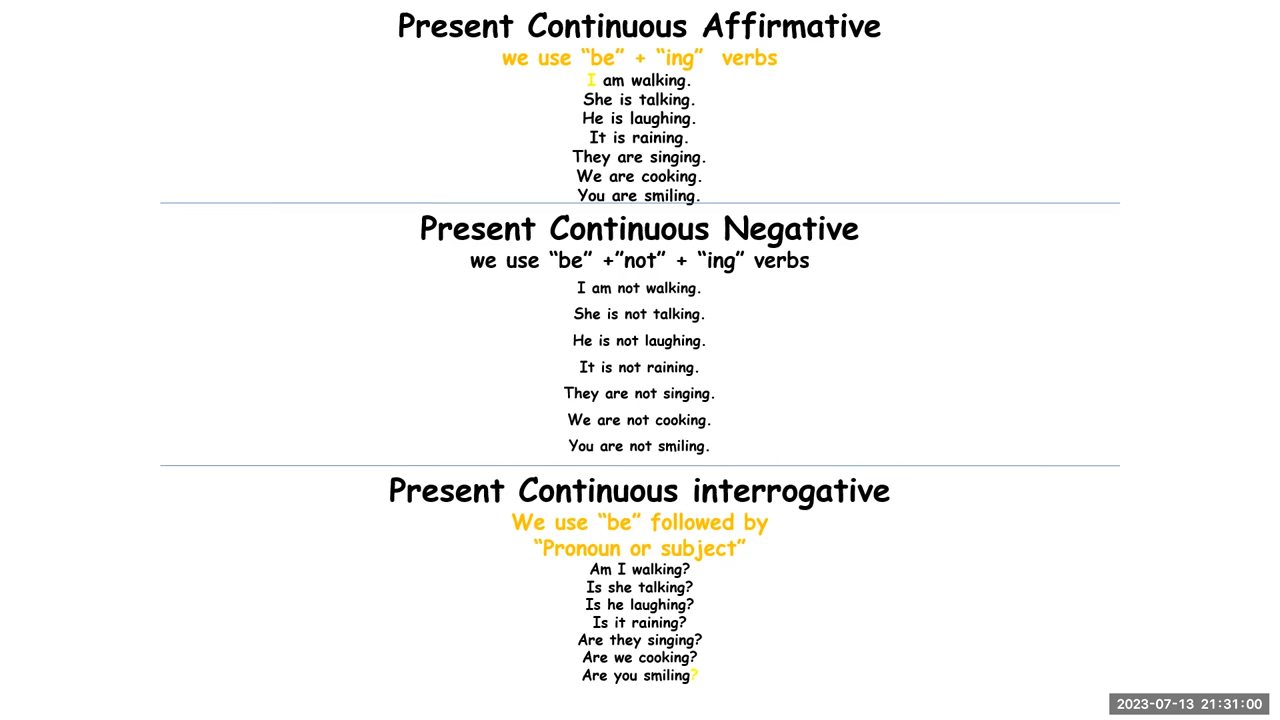 Present Continuous Affirmative
we use “be” + “ing” verbs
I am walking.
She is talking.
He is laughing.
It is raining.
They are singing.
We are cooking.
You are smiling.
Present Continuous Negative
we use “be” +”not” + “ing” verbs
I am not walking.
She is not talking.
He is not laughing.
It is not raining.
They are not singing.
We are not cooking.
You are not smiling.
Present Continuous interrogative
We use “be” followed by
“Pronoun or subject”
Am I walking?
Is she talking?
Is he laughing?
Is it raining?
Are they singing?
Are we cooking?
Are you smiling?
2023-07-13 21:31:00